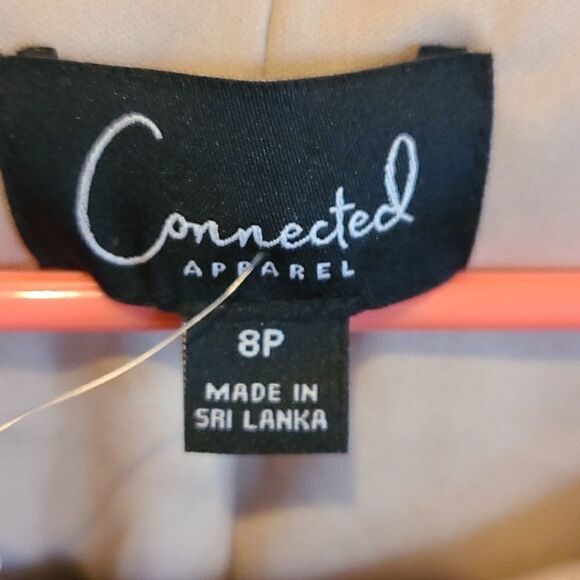 Connected
APPAREL
8P
MADE IN
SRI LANKA